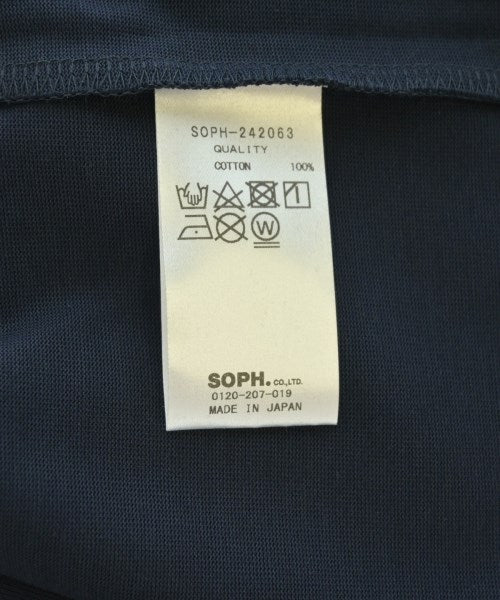 SOPH-242063
QUALITY
COTTON 100%
W
SOPH. CO.,LTD.
0120-207-019
MADE IN JAPAN